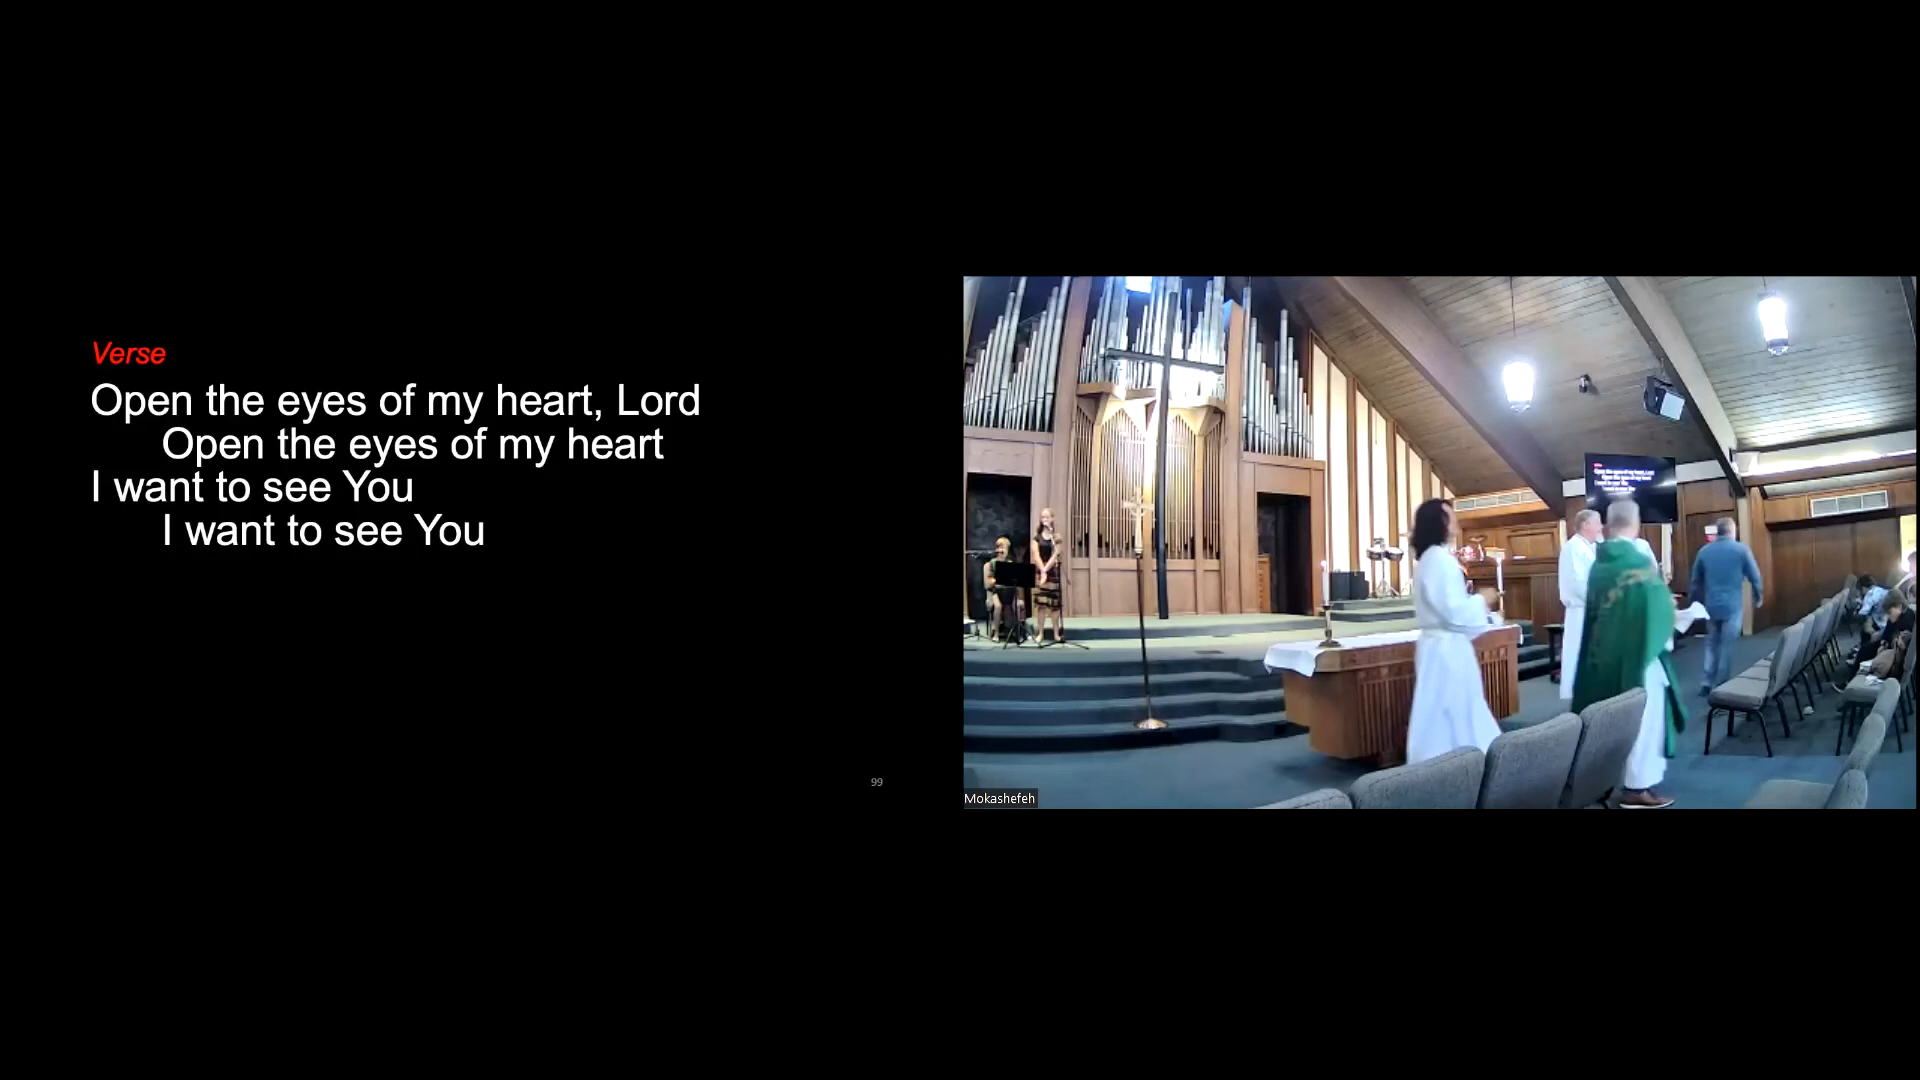 Verse
Open the eyes of my heart, Lord
Open the eyes of my heart
I want to see You
I want to see You
99
Mokashefeh